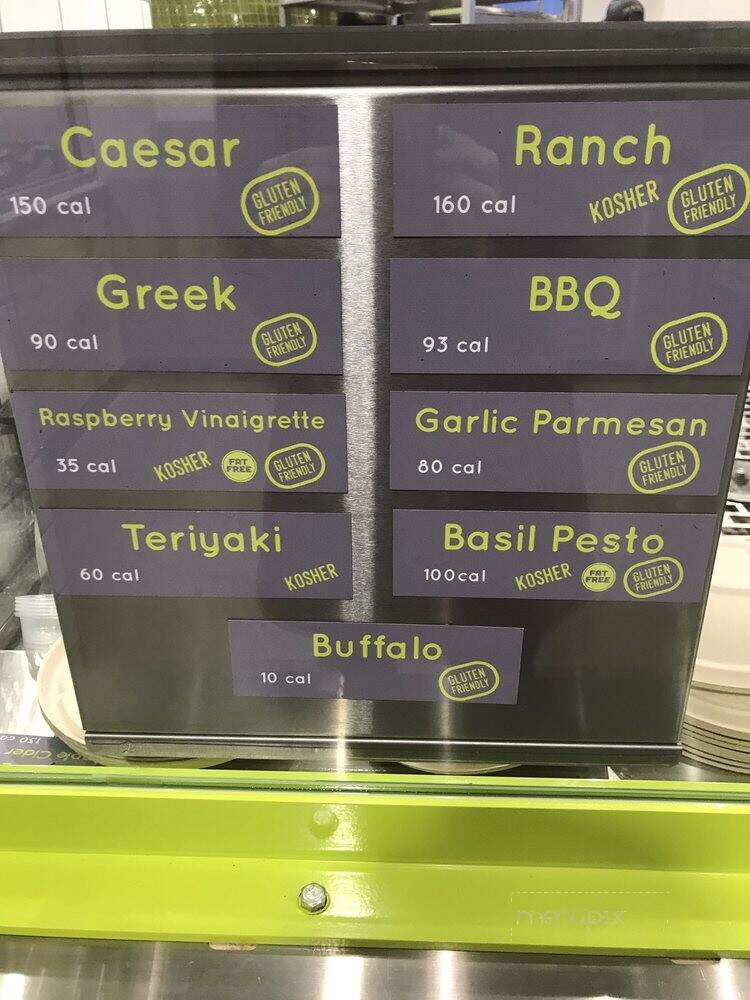 Caesar
150 cal
GLUTEN
FRIENDLY
Ranch
160 cal
KOSHER
GLUTEN
FRIENDLY
Greek
90 cal
GLUTEN
FRIENDLY
BBQ
93 cal
GLUTEN
FRIENDLY
Raspberry Vinaigrette
35 cal
KOSHER
FAT
FREE
GLUTEN
FRIENDLY
Garlic Parmesan
80 cal
GLUTEN
FRIENDLY
Teriyaki
60 cal
KOSHER
Basil Pesto
100cal
KOSHER
FAT
FREE
GLUTEN
FRIENDLY
Buffalo
10 cal
GLUTEN
FRIENDLY
Cider
menupix